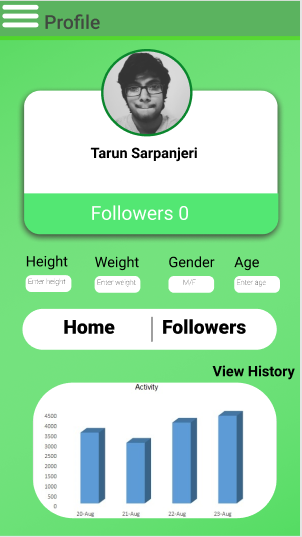 Profile
Tarun Sarpanjeri
Followers 0
Height Weight Gender Age
Enter height Enter weight M/F Enter age
Home Followers
View History
Activity
4500
4000
3500
3000
2500
2000
1500
1000
500
0
20-Aug 21-Aug 22-Aug 23-Aug